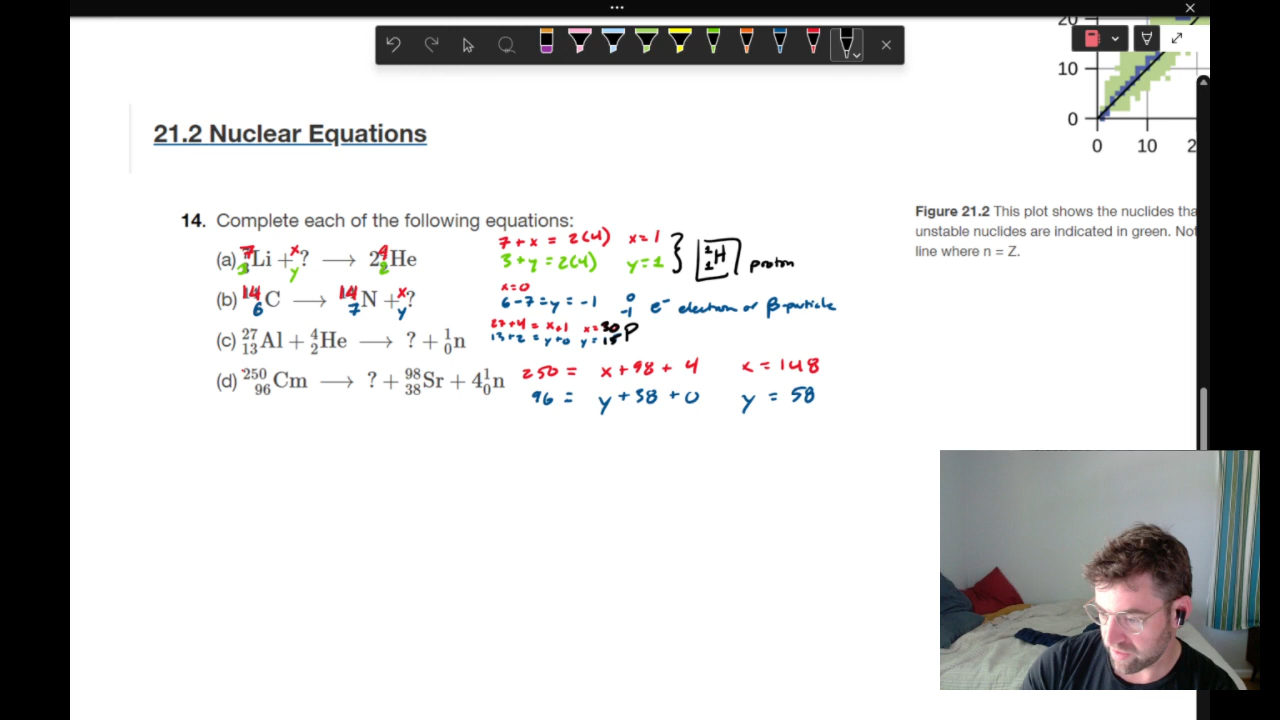 20
10
0
0 10 2
21.2 Nuclear Equations
14. Complete each of the following equations:
(a) ⁷₃Li + ˣᵧ? ⟶ 2⁴₂He
7 + x = 2(4) x = 1
3 + y = 2(4) y = 1
¹₁H proton
(b) ¹⁴₆C ⟶ ¹⁴₇N + ˣᵧ?
x = 0
6 - 7 = y = -1 ⁰₋₁ e⁻ electron or β-particle
(c) ²⁷₁₃Al + ⁴₂He ⟶ ? + ¹₀n
27 + 4 = x + 1 x = 30
13 + 2 = y + 0 y = 15 P
(d) ²⁵⁰₉₆Cm ⟶ ? + ⁹⁸₃₈Sr + 4¹₀n
250 = x + 98 + 4 x = 148
96 = y + 38 + 0 y = 58
Figure 21.2 This plot shows the nuclides tha
unstable nuclides are indicated in green. Not
line where n = Z.